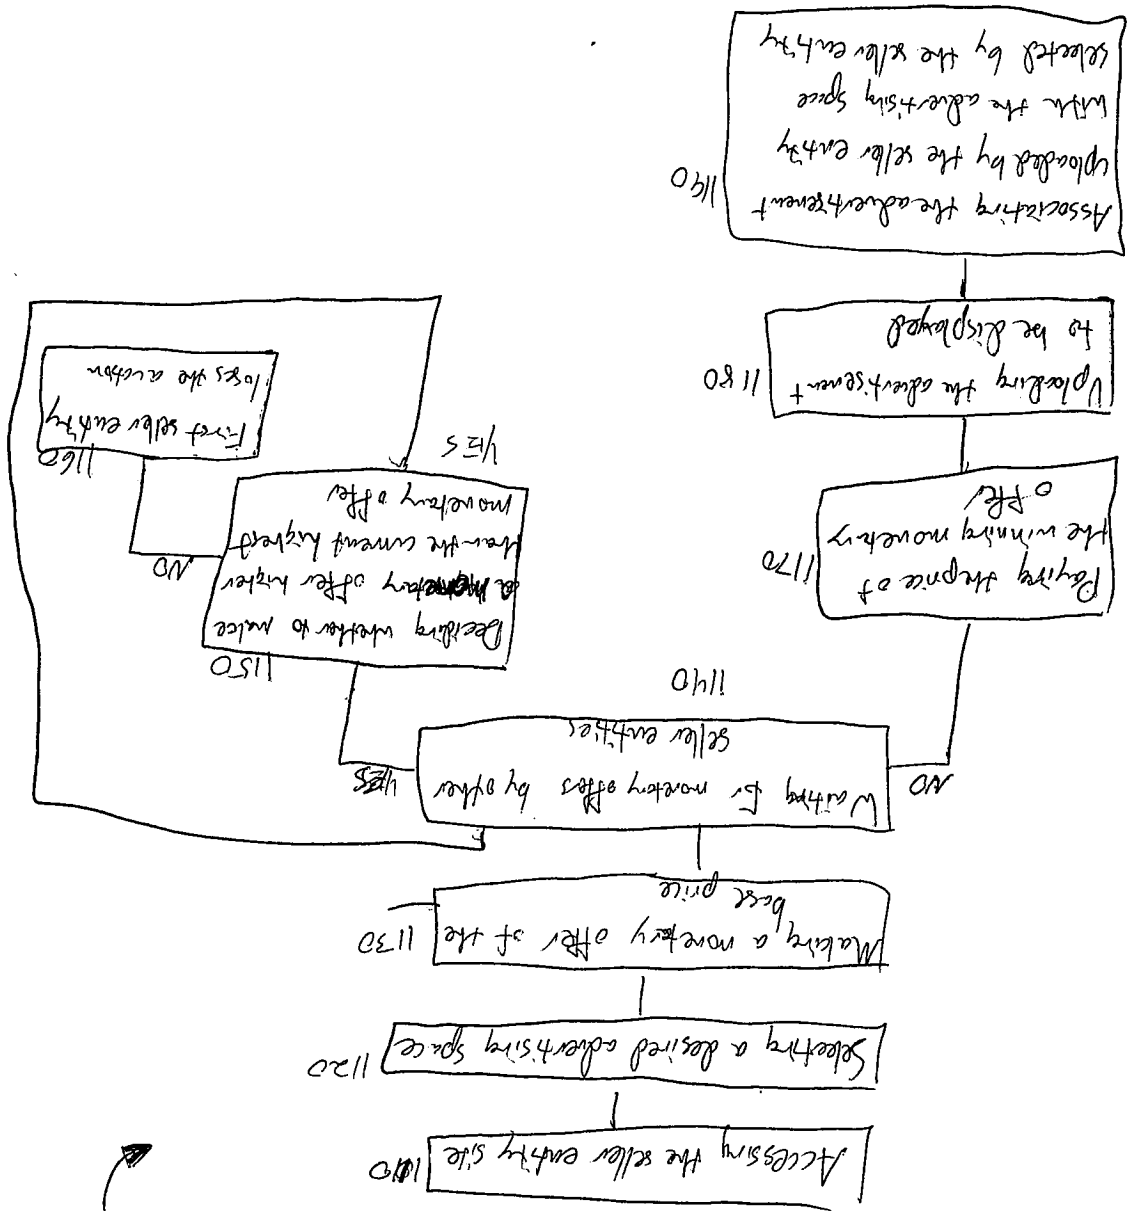 Accessing the seller entity site
1110
Selecting a desired advertising space
1120
Making a monetary offer of the
base price
1130
Waiting for monetary offers by other
seller entities
1140
NO
YES
Paying the price of
the winning monetary
offer
1170
Deciding whether to make
a monetary offer higher
than the current highest
monetary offer
1150
NO
YES
First seller entity
loses the auction
1160
Uploading the advertisement
to be displayed
1180
Associating the advertisement
uploaded by the seller entity
with the advertising space
selected by the seller entity
1190